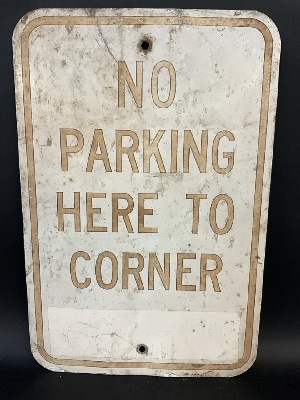 NO
PARKING
HERE TO
CORNER